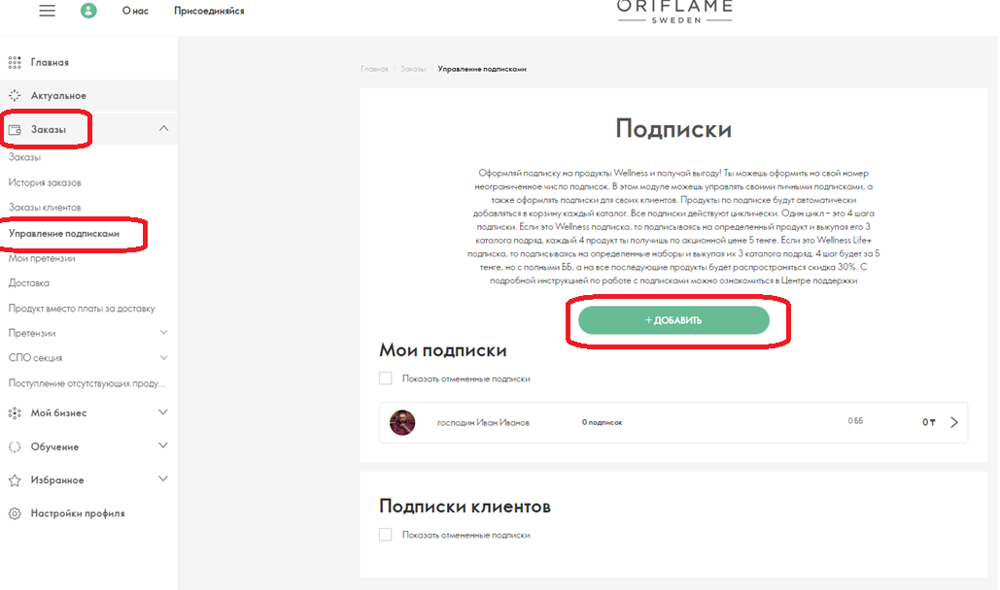 О нас
Присоединяйся
ORIFLAME
SWEDEN
Главная
Актуальное
Заказы
Заказы
История заказов
Заказы клиентов
Управление подписками
Мои претензии
Доставка
Продукт вместо платы за доставку
Претензии
СПО секция
Поступление отсутствующих проду...
Мой бизнес
Обучение
Избранное
Настройки профиля
Главная Заказы Управление подписками
Подписки
Оформляй подписку на продукты Wellness и получай выгоду! Ты можешь оформить на свой номер
неограниченное число подписок. В этом модуле можешь управлять своими личными подписками, а
также оформлять подписки для своих клиентов. Продукты по подписке будут автоматически
добавляться в корзину каждый каталог. Все подписки действуют циклически. Один цикл – это 4 шага
подписки. Если это Wellness подписка, то подписываясь на определенный продукт и выкупая его 3
каталога подряд, каждый 4 продукт ты получишь по акционной цене 5 тенге. Если это Wellness Life+
подписка, то подписываясь на определенные наборы и выкупая их 3 каталога подряд, 4 шаг будет за 5
тенге, но с полными ББ, а на все последующие продукты будет распространяться скидка 30%. С
подробной инструкцией по работе с подписками можно ознакомиться в Центре поддержки
+ ДОБАВИТЬ
Мои подписки
Показать отмененные подписки
господин Иван Иванов 0 подписок 0 ББ 0 ₸
Подписки клиентов
Показать отмененные подписки